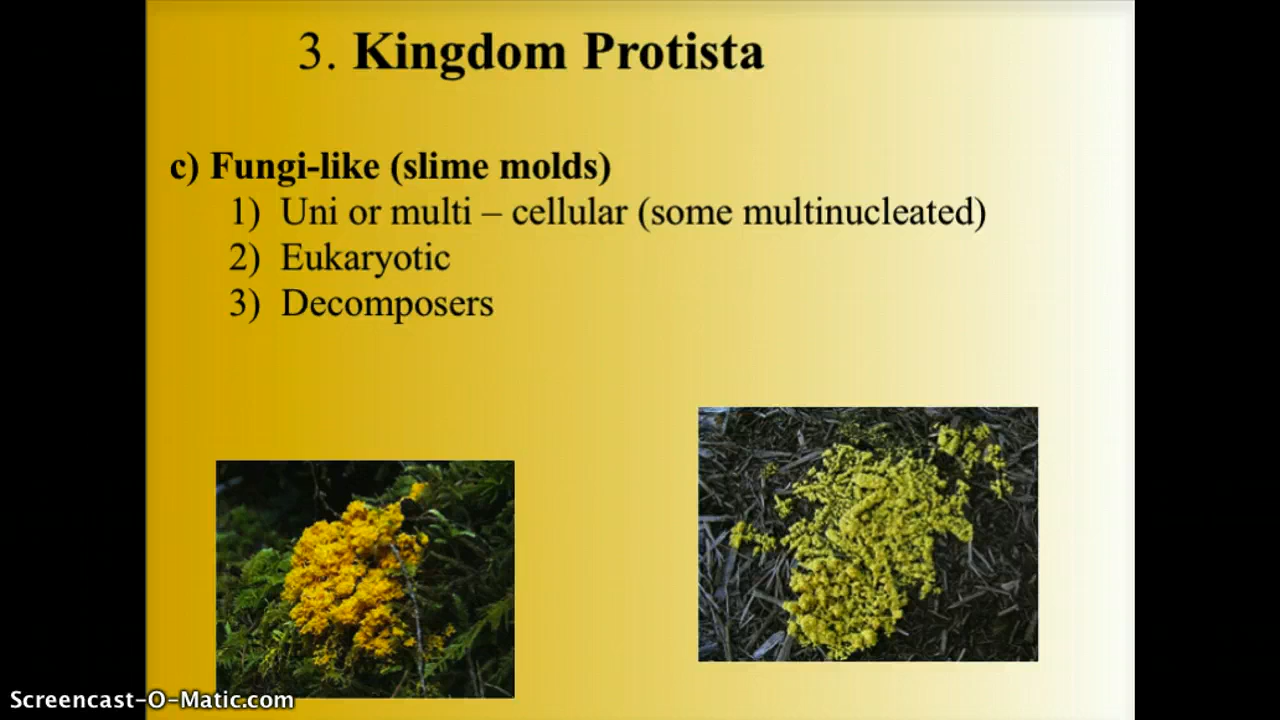 3. Kingdom Protista
c) Fungi-like (slime molds)
1) Uni or multi – cellular (some multinucleated)
2) Eukaryotic
3) Decomposers
Screencast-O-Matic.com